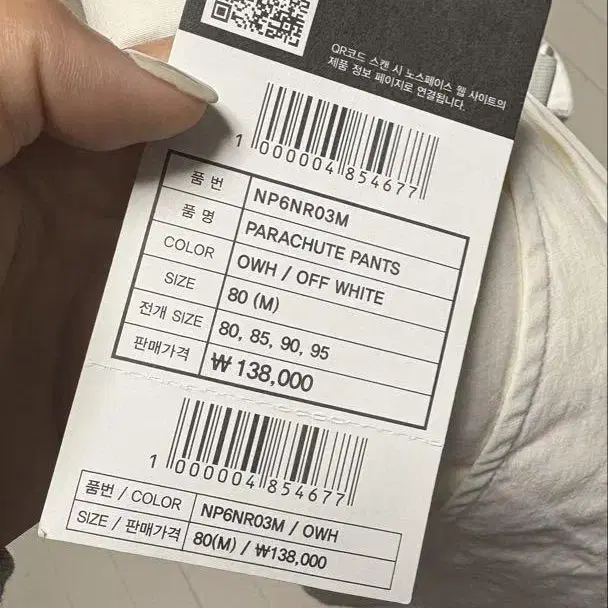 QR코드 스캔 시 노스페이스 웹 사이트의
제품 정보 페이지로 연결됩니다.
1 000004 854677
품 번 NP6NR03M
품 명 PARACHUTE PANTS
COLOR OWH / OFF WHITE
SIZE 80 (M)
전개 SIZE 80, 85, 90, 95
판매가격 ₩ 138,000
1 000004 854677
품번 / COLOR NP6NR03M / OWH
SIZE / 판매가격 80(M) / ₩138,000